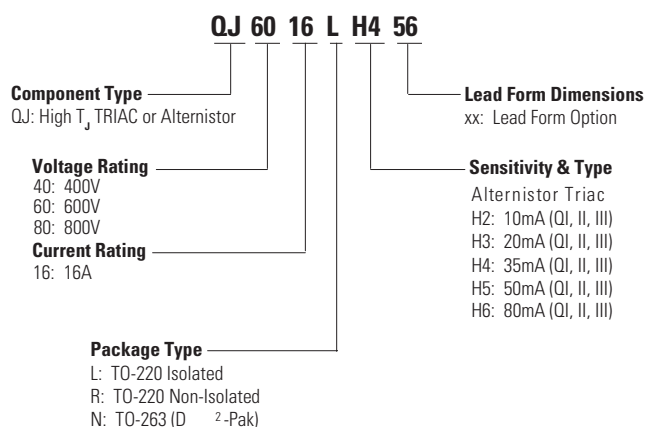 QJ 60 16 L H4 56
Component Type
QJ: High TJ TRIAC or Alternistor
Voltage Rating
40: 400V
60: 600V
80: 800V
Current Rating
16: 16A
Package Type
L: TO-220 Isolated
R: TO-220 Non-Isolated
N: TO-263 (D 2-Pak)
Lead Form Dimensions
xx: Lead Form Option
Sensitivity & Type
Alternistor Triac
H2: 10mA (QI, II, III)
H3: 20mA (QI, II, III)
H4: 35mA (QI, II, III)
H5: 50mA (QI, II, III)
H6: 80mA (QI, II, III)